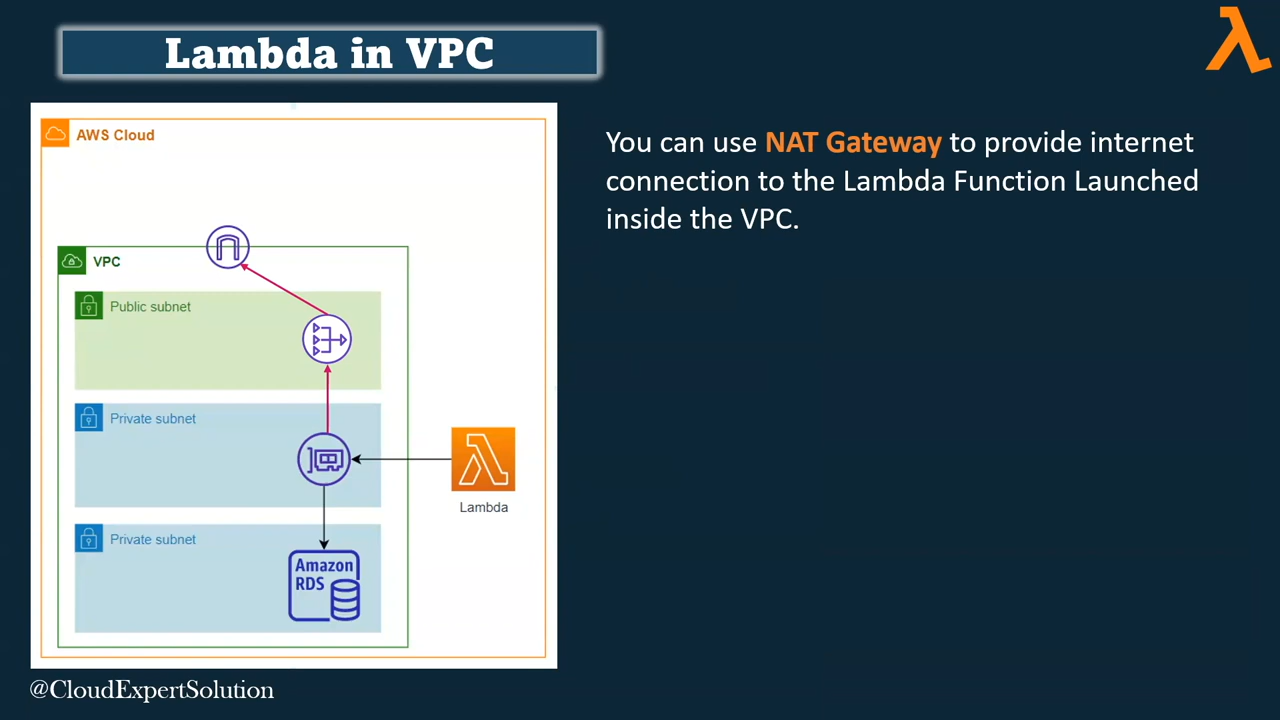 Lambda in VPC
AWS Cloud
You can use NAT Gateway to provide internet
connection to the Lambda Function Launched
inside the VPC.
VPC
Public subnet
Private subnet
Lambda
Private subnet
Amazon
RDS
@CloudExpertSolution